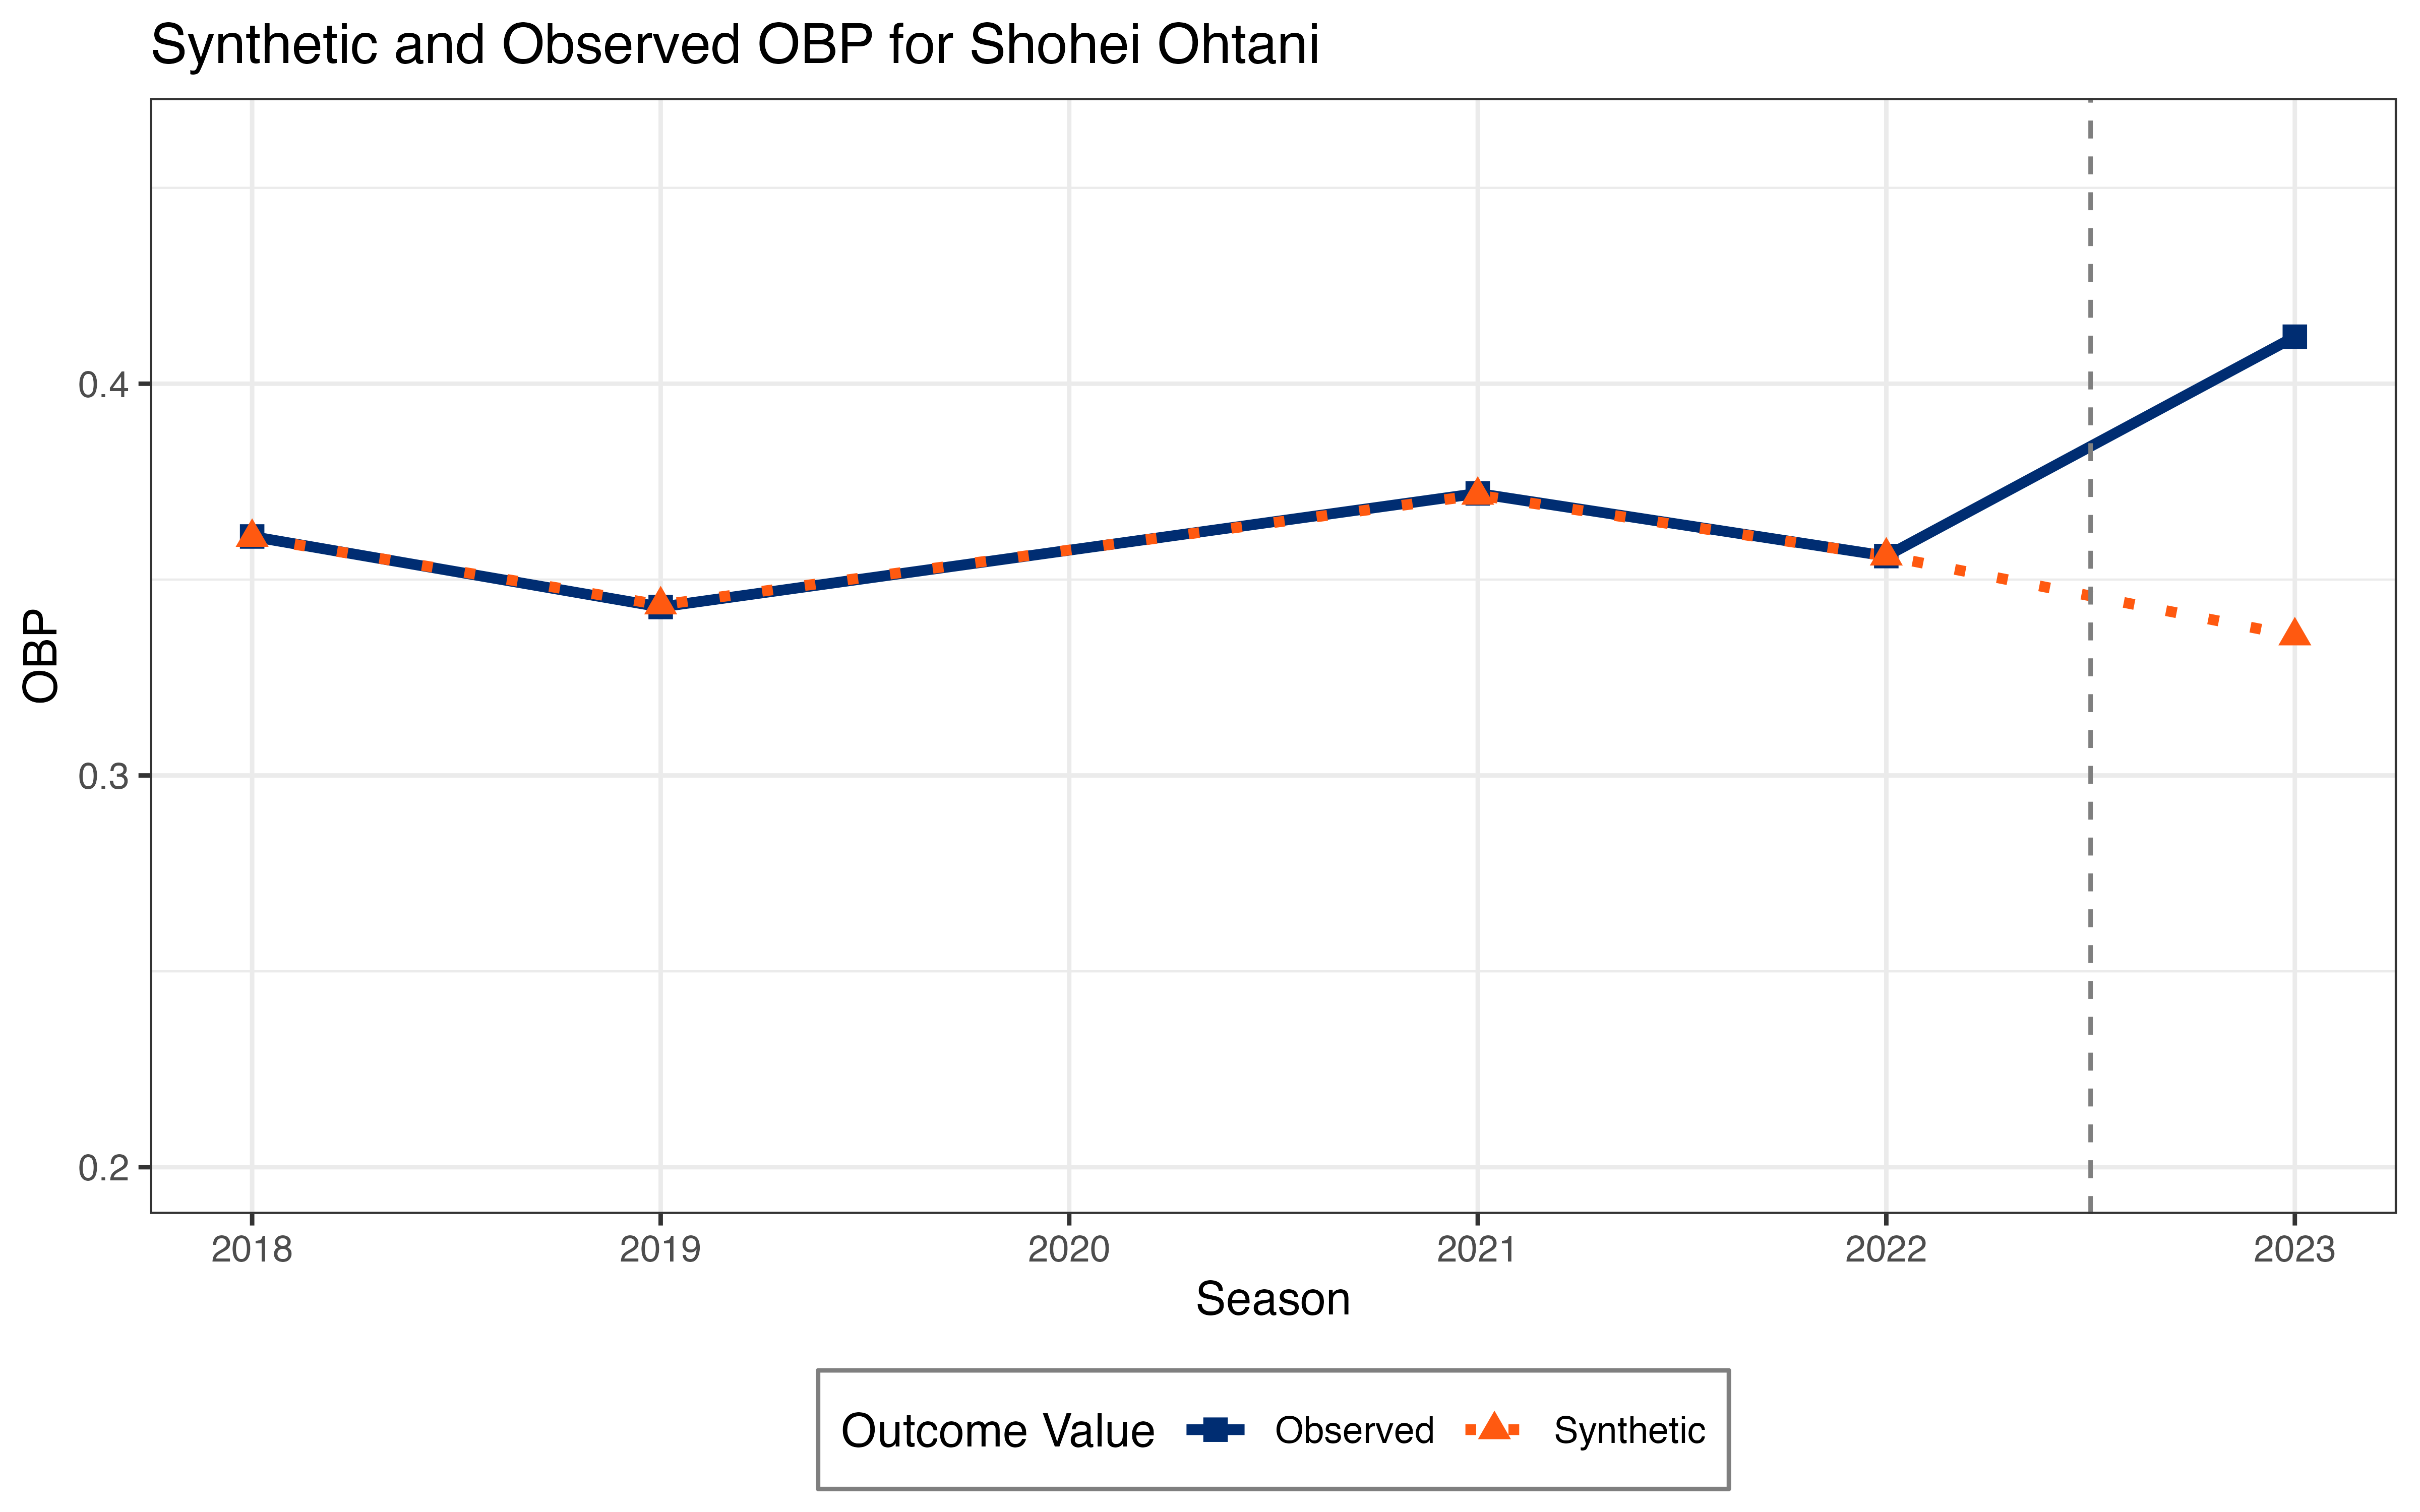 Synthetic and Observed OBP for Shohei Ohtani
OBP
0.4
0.3
0.2
2018 2019 2020 2021 2022 2023
Season
Outcome Value Observed Synthetic